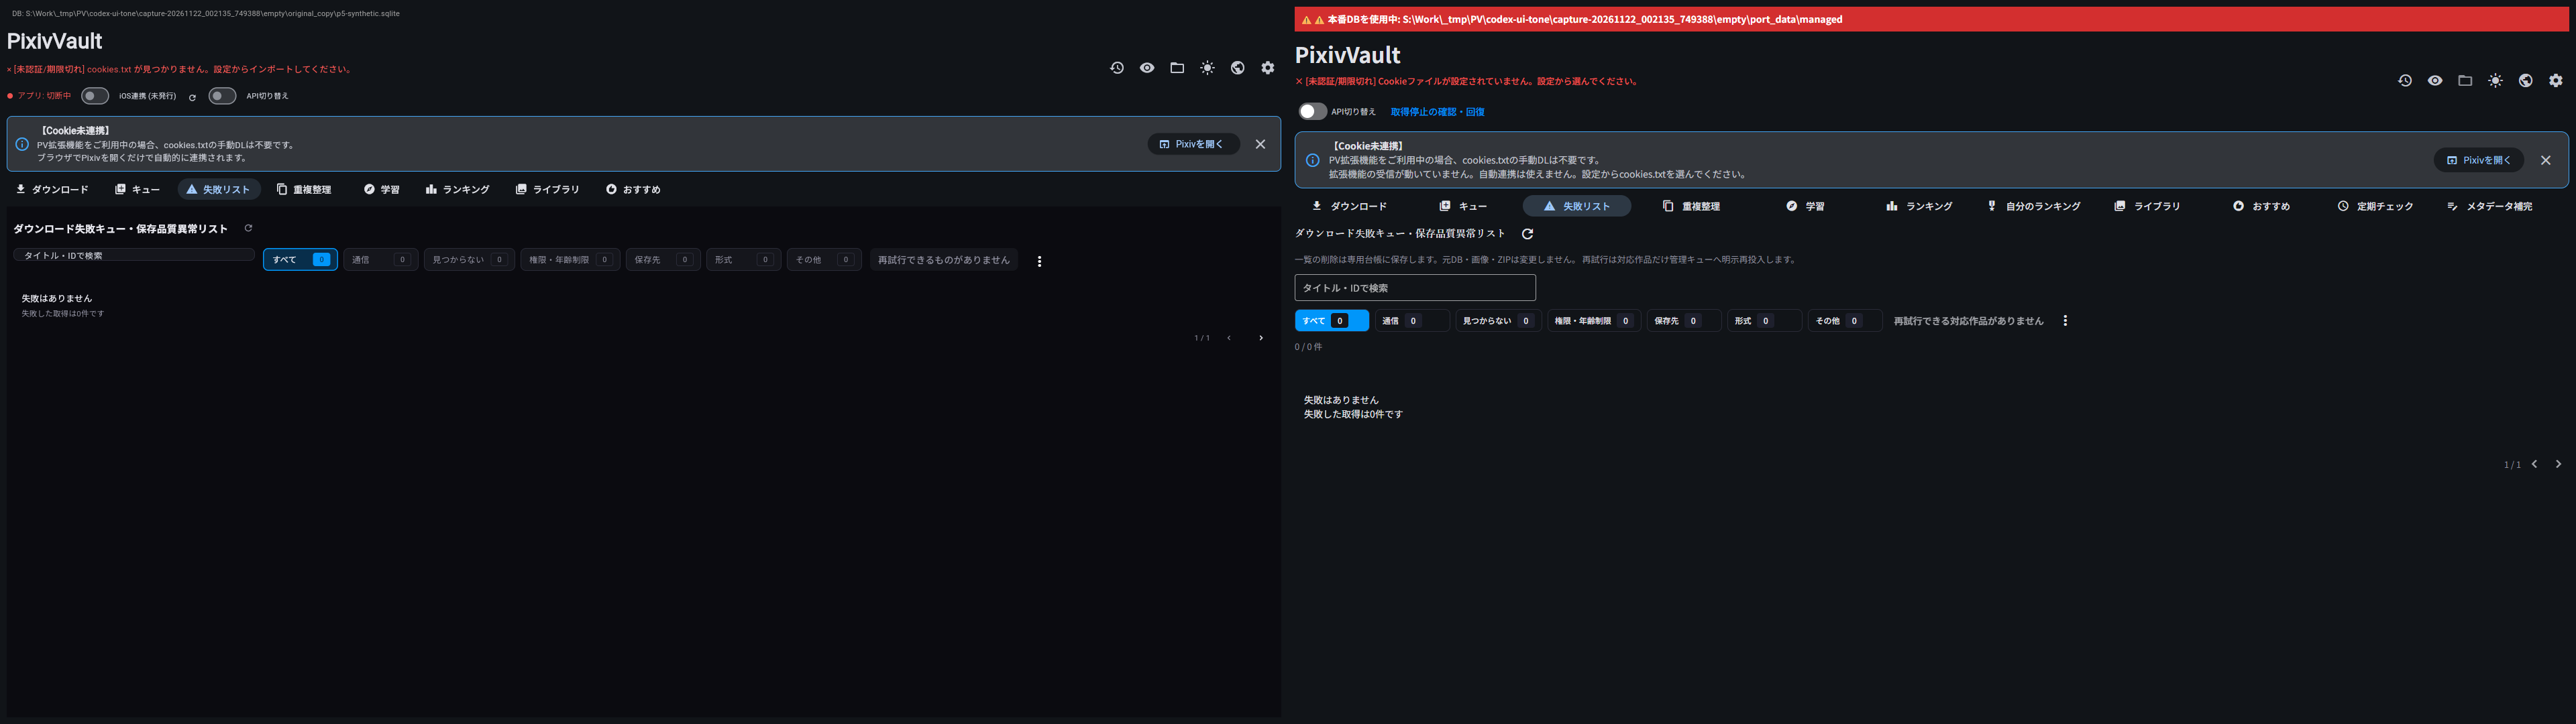 DB: S:\Work\_tmp\PV\codex-ui-tone\capture-20261122_002135_749388\empty\original_copy\p5-synthetic.sqlite
PixivVault
× [未認証/期限切れ] cookies.txt が見つかりません。設定からインポートしてください。
アプリ: 切断中 iOS連携 (未発行) API切り替え
【Cookie未連携】
PV拡張機能をご利用中の場合、cookies.txtの手動DLは不要です。
ブラウザでPixivを開くだけで自動的に連携されます。
Pixivを開く
ダウンロード キュー 失敗リスト 重複整理 学習 ランキング ライブラリ おすすめ
ダウンロード失敗キュー・保存品質異常リスト
タイトル・IDで検索 すべて 0 通信 0 見つからない 0 権限・年齢制限 0 保存先 0 形式 0 その他 0 再試行できるものがありません
失敗はありません
失敗した取得は0件です
1 / 1
⚠⚠ 本番DBを使用中: S:\Work\_tmp\PV\codex-ui-tone\capture-20261122_002135_749388\empty\port_data\managed
PixivVault
× [未認証/期限切れ] Cookieファイルが設定されていません。設定から選んでください。
API切り替え 取得停止の確認・回復
【Cookie未連携】
PV拡張機能をご利用中の場合、cookies.txtの手動DLは不要です。
拡張機能の受信が動いていません。自動連携は使えません。設定からcookies.txtを選んでください。
Pixivを開く
ダウンロード キュー 失敗リスト 重複整理 学習 ランキング 自分のランキング ライブラリ おすすめ 定期チェック メタデータ補完
ダウンロード失敗キュー・保存品質異常リスト
一覧の削除は専用台帳に保存します。元DB・画像・ZIPは変更しません。 再試行は対応作品だけ管理キューへ明示再投入します。
タイトル・IDで検索
すべて 0 通信 0 見つからない 0 権限・年齢制限 0 保存先 0 形式 0 その他 0 再試行できる対応作品がありません
0 / 0 件
失敗はありません
失敗した取得は0件です
1 / 1